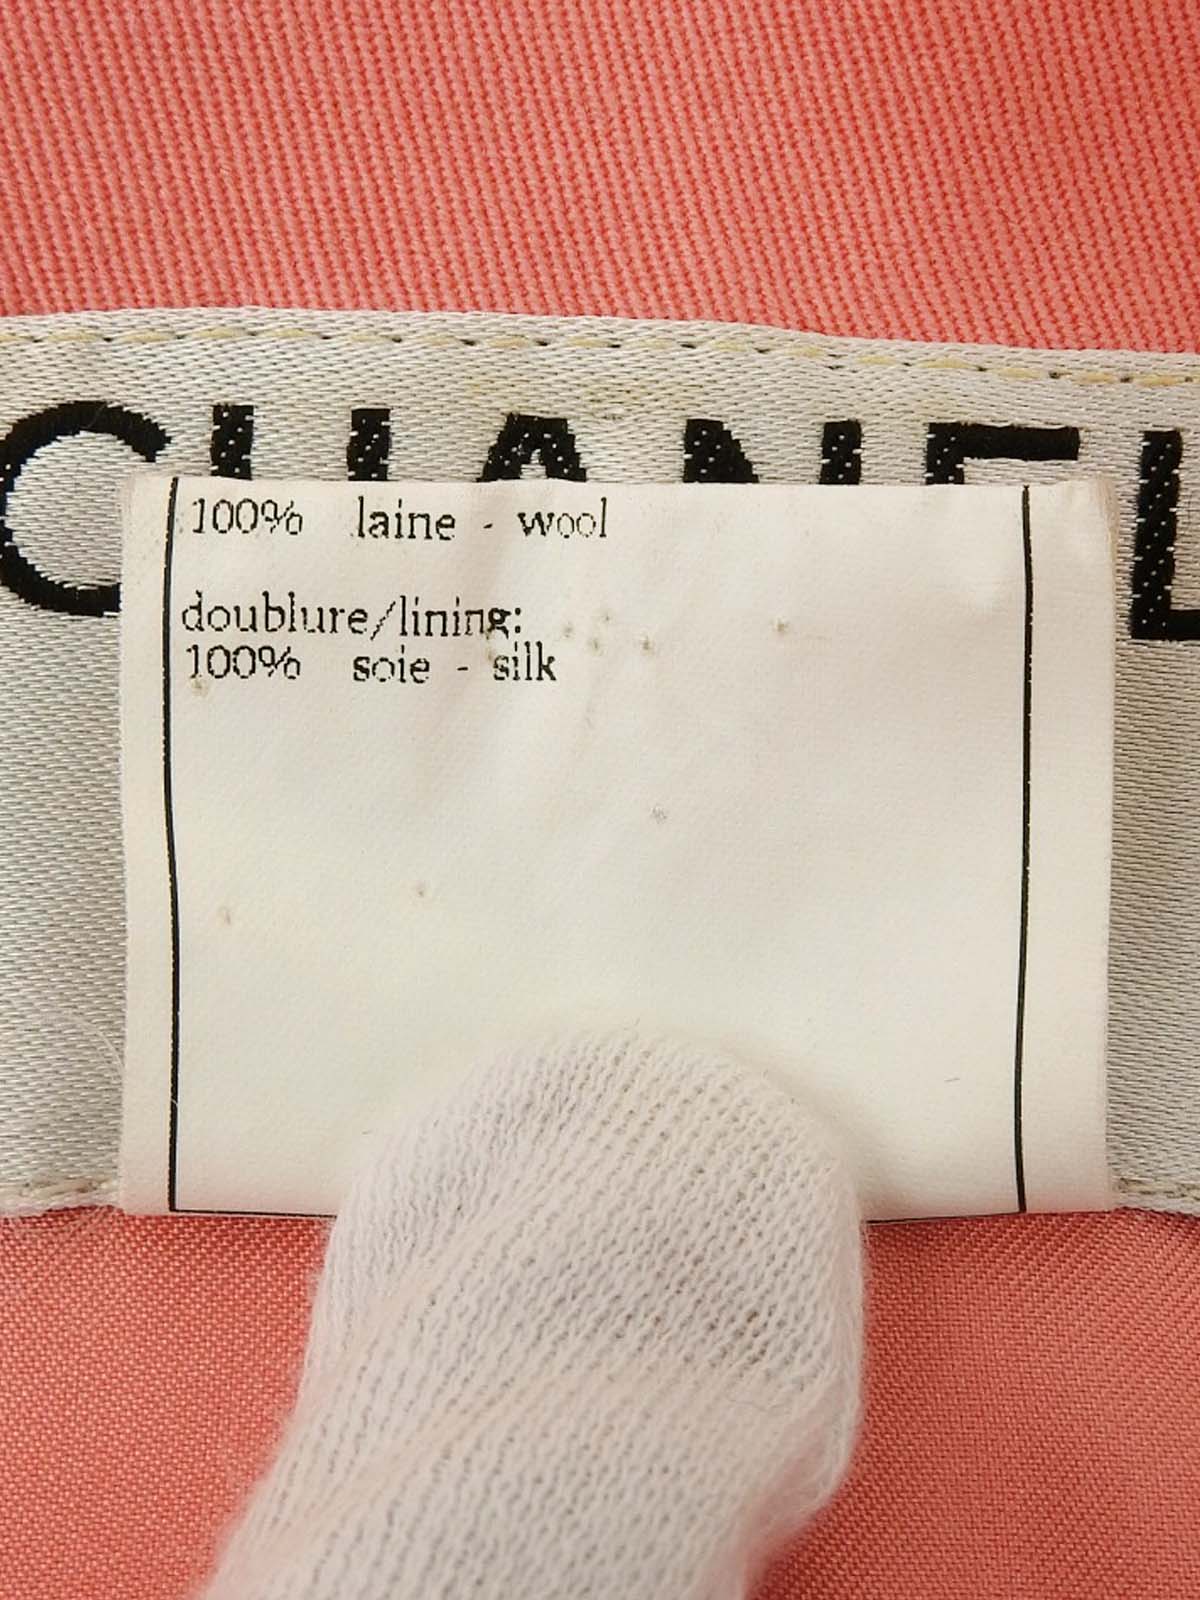 CHANEL
100% laine - wool
doublure/lining:
100% soie - silk